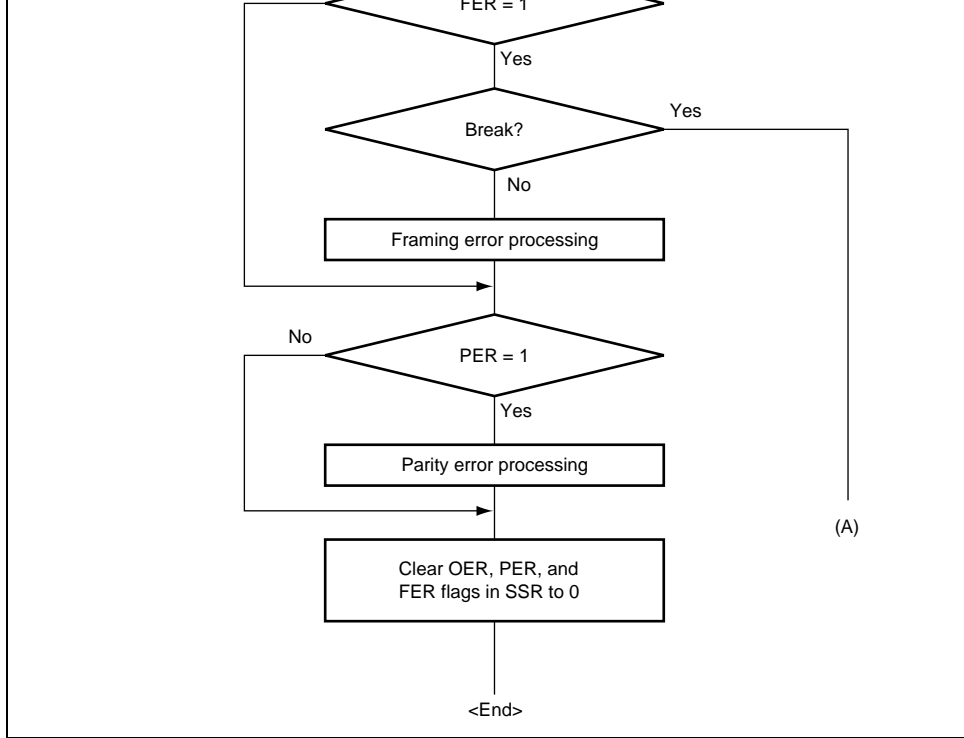 FER = 1
Yes
Break?
Yes
No
Framing error processing
No
PER = 1
Yes
Parity error processing
(A)
Clear OER, PER, and
FER flags in SSR to 0
<End>